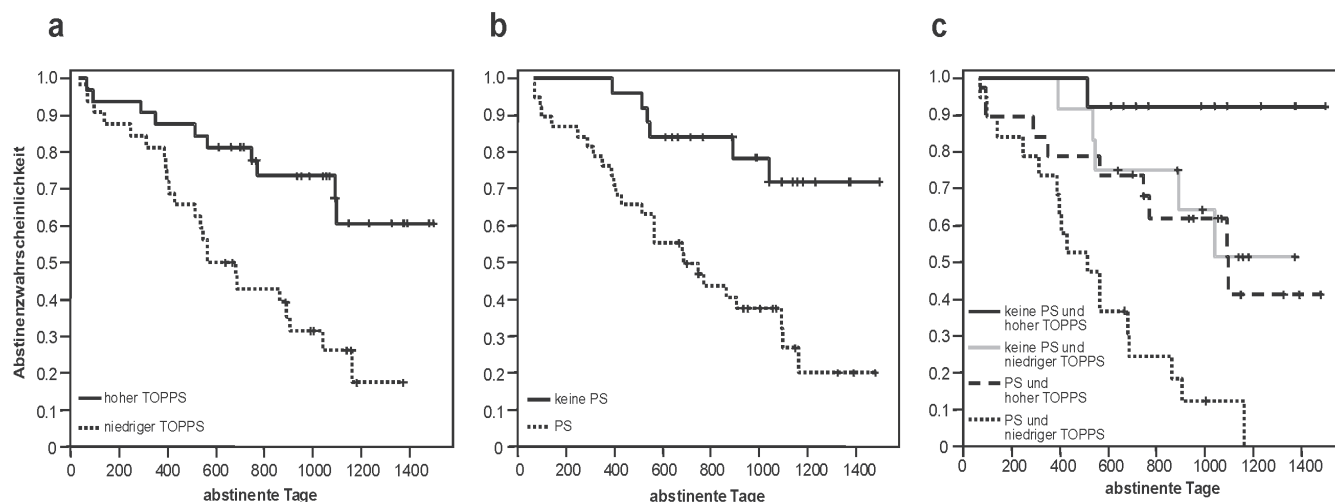 a
b
c
Abstinenzwahrscheinlichkeit
1.0
0.9
0.8
0.7
0.6
0.5
0.4
0.3
0.2
0.1
0
hoher TOPPS
niedriger TOPPS
0 200 400 600 800 1000 1200 1400
abstinente Tage
1.0
0.9
0.8
0.7
0.6
0.5
0.4
0.3
0.2
0.1
0
keine PS
PS
0 200 400 600 800 1000 1200 1400
abstinente Tage
1.0
0.9
0.8
0.7
0.6
0.5
0.4
0.3
0.2
0.1
0
keine PS und
hoher TOPPS
keine PS und
niedriger TOPPS
PS und
hoher TOPPS
PS und
niedriger TOPPS
0 200 400 600 800 1000 1200 1400
abstinente Tage